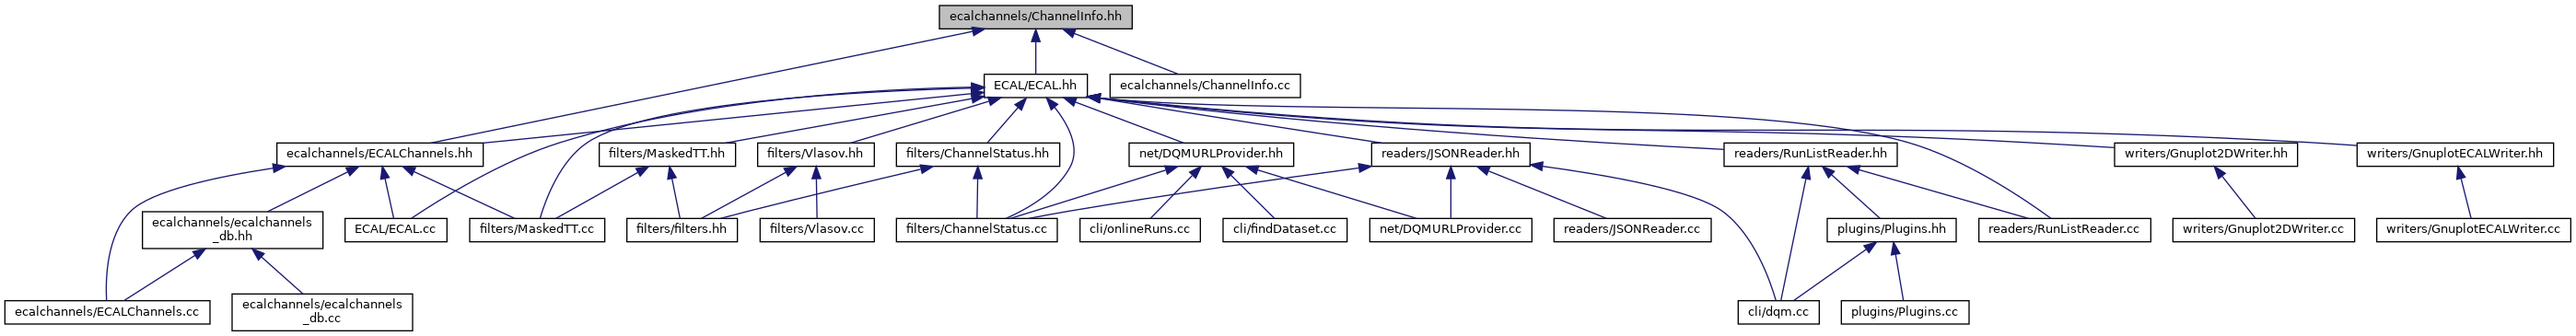 ecalchannels/ChannelInfo.hh
ECAL/ECAL.hh
ecalchannels/ChannelInfo.cc
ecalchannels/ECALChannels.hh
filters/MaskedTT.hh
filters/Vlasov.hh
filters/ChannelStatus.hh
net/DQMURLProvider.hh
readers/JSONReader.hh
readers/RunListReader.hh
writers/Gnuplot2DWriter.hh
writers/GnuplotECALWriter.hh
ecalchannels/ecalchannels
_db.hh
ECAL/ECAL.cc
filters/MaskedTT.cc
filters/filters.hh
filters/Vlasov.cc
filters/ChannelStatus.cc
cli/onlineRuns.cc
cli/findDataset.cc
net/DQMURLProvider.cc
readers/JSONReader.cc
plugins/Plugins.hh
readers/RunListReader.cc
writers/Gnuplot2DWriter.cc
writers/GnuplotECALWriter.cc
ecalchannels/ECALChannels.cc
ecalchannels/ecalchannels
_db.cc
cli/dqm.cc
plugins/Plugins.cc